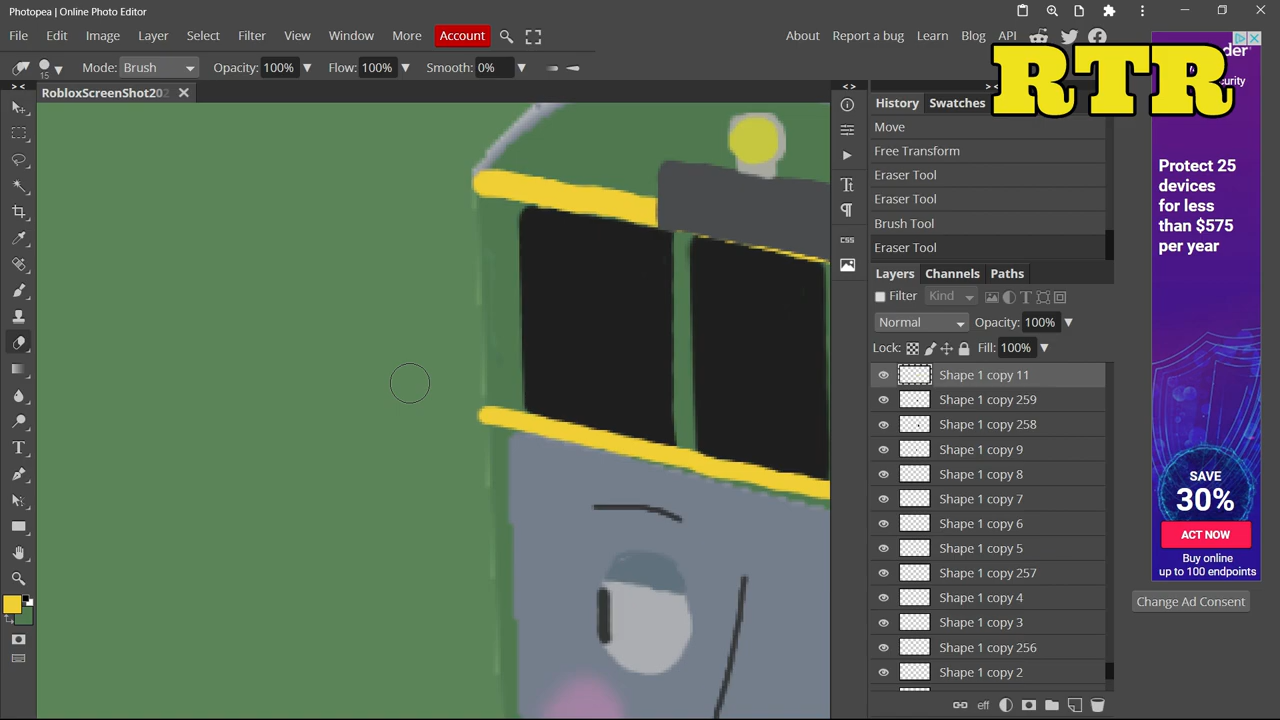 Photopea | Online Photo Editor
File Edit Image Layer Select Filter View Window More Account About Report a bug Learn Blog API
15 Mode: Brush Opacity: 100% Flow: 100% Smooth: 0%
RobloxScreenShot202
RTR
History Swatches
Move
Free Transform
Eraser Tool
Eraser Tool
Brush Tool
Eraser Tool
Layers Channels Paths
Filter Kind
Normal Opacity: 100%
Lock: Fill: 100%
Shape 1 copy 11
Shape 1 copy 259
Shape 1 copy 258
Shape 1 copy 9
Shape 1 copy 8
Shape 1 copy 7
Shape 1 copy 6
Shape 1 copy 5
Shape 1 copy 257
Shape 1 copy 4
Shape 1 copy 3
Shape 1 copy 256
Shape 1 copy 2
eff
CSS
Protect 25
devices
for less
than $575
per year
SAVE
30%
ACT NOW
Buy online
up to 100 endpoints
Change Ad Consent